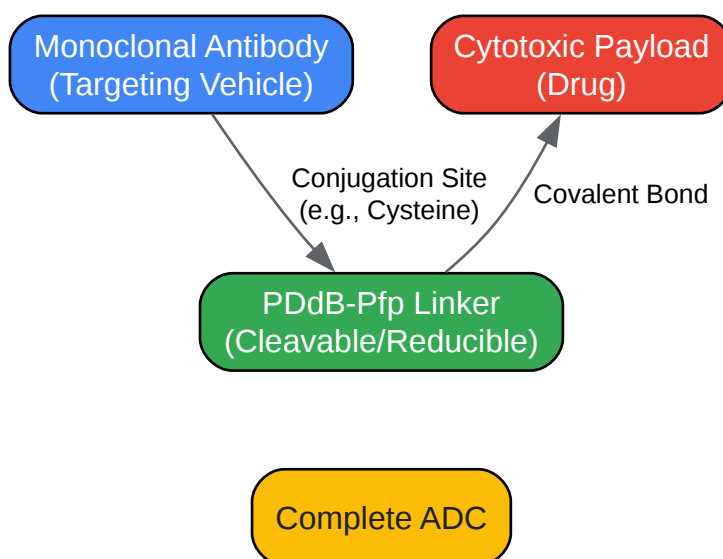 Monoclonal Antibody
(Targeting Vehicle)
Cytotoxic Payload
(Drug)
Conjugation Site
(e.g., Cysteine)
Covalent Bond
PDdB-Pfp Linker
(Cleavable/Reducible)
Complete ADC